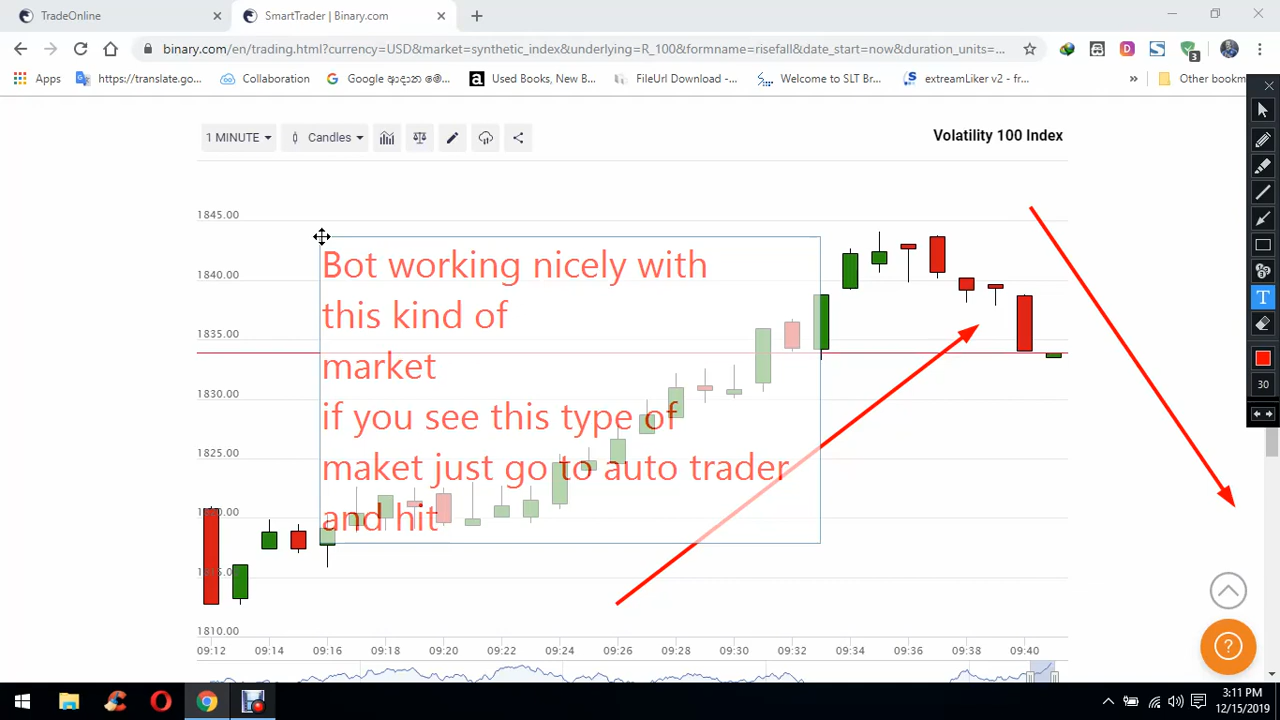 TradeOnline
SmartTrader | Binary.com
binary.com/en/trading.html?currency=USD&market=synthetic_index&underlying=R_100&formname=risefall&date_start=now&duration_units=...
3
Apps
https://translate.go...
Collaboration
Google ආදානෙ මෙ...
Used Books, New B...
FileUrl Download -...
Welcome to SLT Br...
extreamLiker v2 - fr...
»
Other bookm
1 MINUTE
Candles
Volatility 100 Index
1845.00
1840.00
1835.00
1830.00
1825.00
1810.00
Bot working nicely with
this kind of
market
if you see this type of
maket just go to auto trader
and hit
09:12 09:14 09:16 09:18 09:20 09:22 09:24 09:26 09:28 09:30 09:32 09:34 09:36 09:38 09:40
T
30
3:11 PM
12/15/2019